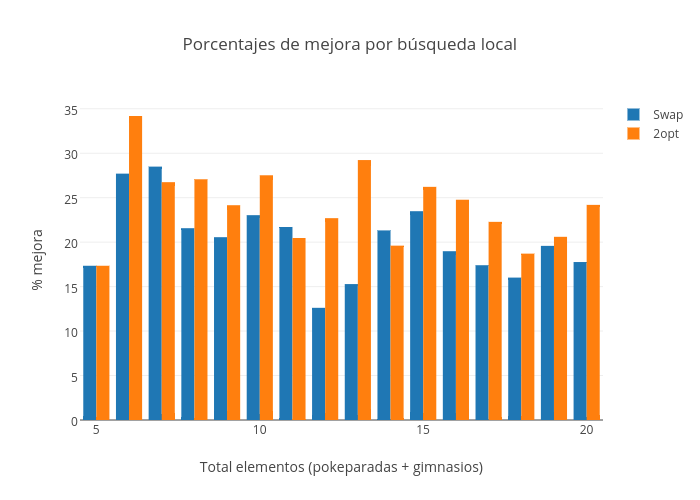 Porcentajes de mejora por búsqueda local
Swap
2opt
% mejora
35
30
25
20
15
10
5
0
5
10
15
20
Total elementos (pokeparadas + gimnasios)